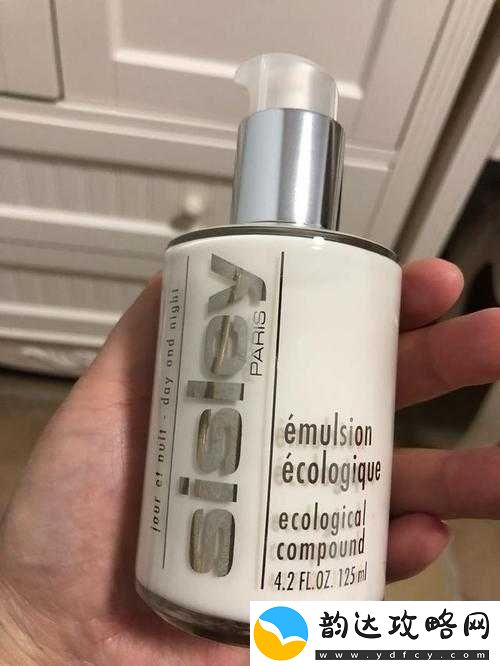 jour et nuit - day and night
sisley
PARIS
émulsion
écologique
ecological
compound
4.2 FL.OZ. 125 ml
韵达攻略网
www.ydfcy.com